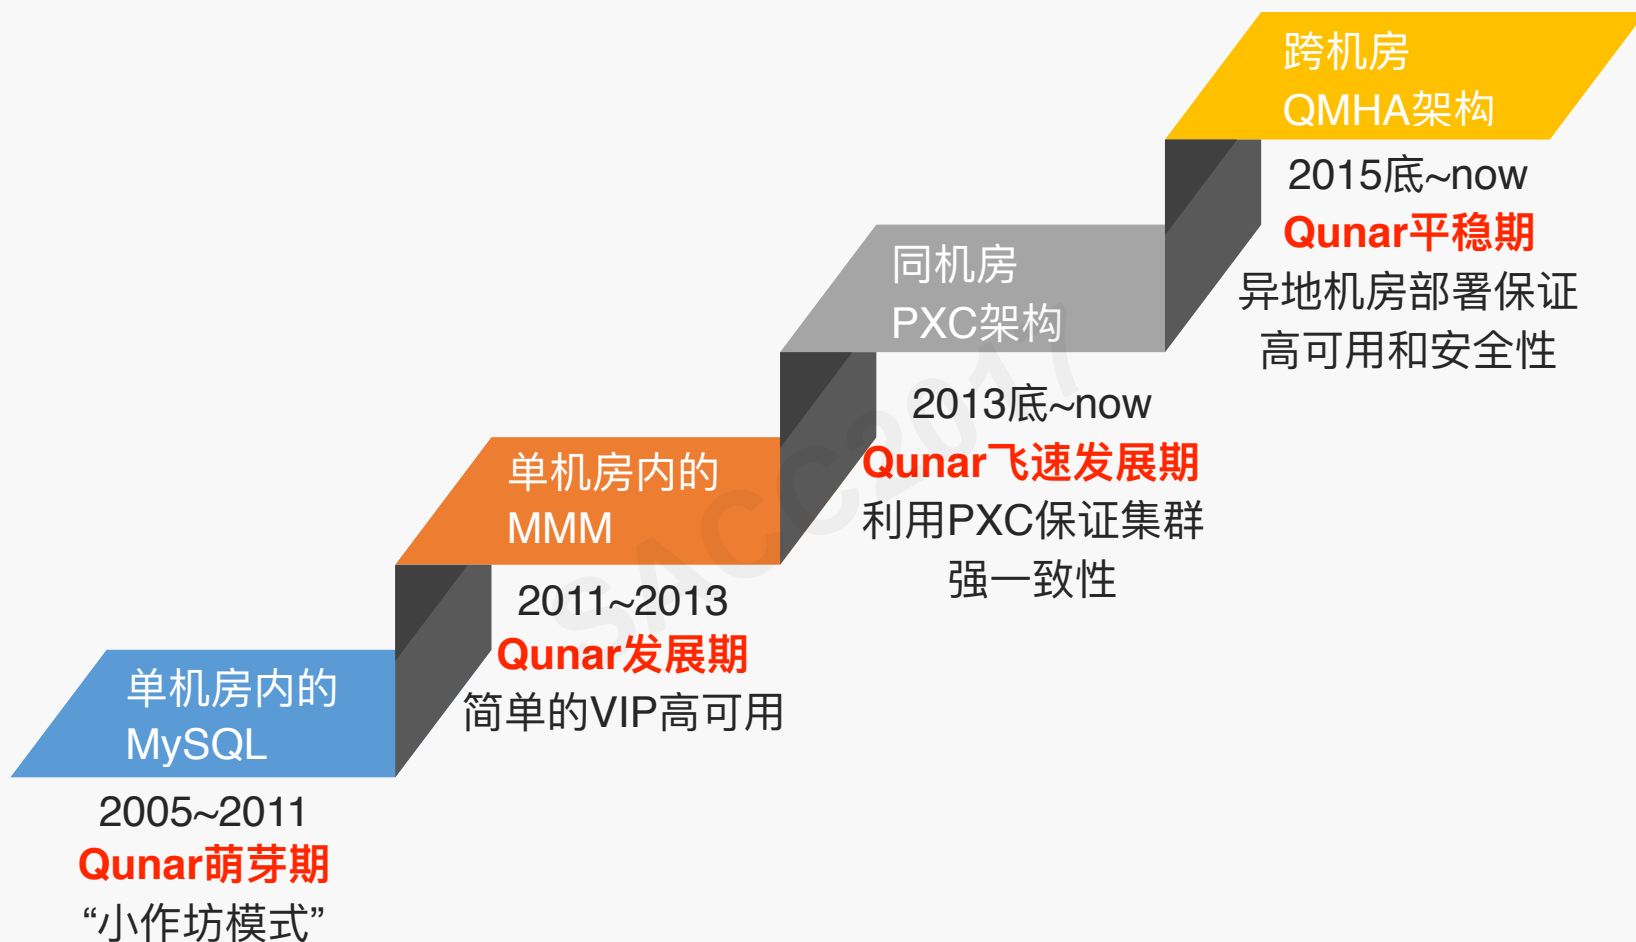 跨机房
QMHA架构
2015底~now
Qunar平稳期
异地机房部署保证
高可用和安全性
同机房
PXC架构
2013底~now
Qunar飞速发展期
利用PXC保证集群
强一致性
单机房内的
MMM
2011~2013
Qunar发展期
简单的VIP高可用
单机房内的
MySQL
2005~2011
Qunar萌芽期
“小作坊模式”
SACC2017